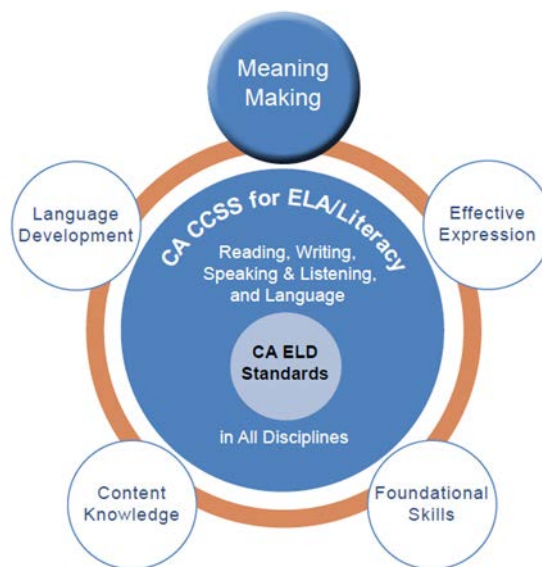 Meaning
Making
Language
Development
Effective
Expression
CA CCSS for ELA/Literacy
Reading, Writing,
Speaking & Listening,
and Language
CA ELD
Standards
in All Disciplines
Content
Knowledge
Foundational
Skills